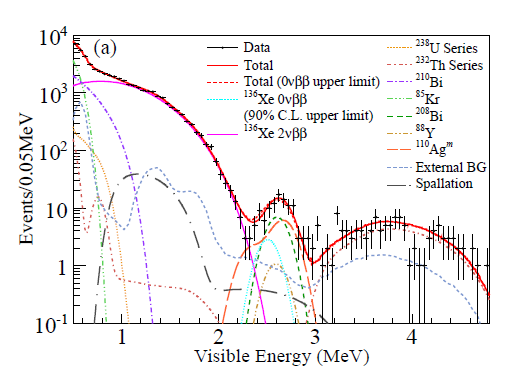 (a)
Data
Total
Total (0νββ upper limit)
¹³⁶Xe 0νββ
(90% C.L. upper limit)
¹³⁶Xe 2νββ
²³⁸U Series
²³²Th Series
²¹⁰Bi
⁸⁵Kr
²⁰⁸Bi
⁸⁸Y
¹¹⁰Agᵐ
External BG
Spallation
Events/0.05MeV
10⁴
10³
10²
10
1
10⁻¹
1 2 3 4
Visible Energy (MeV)